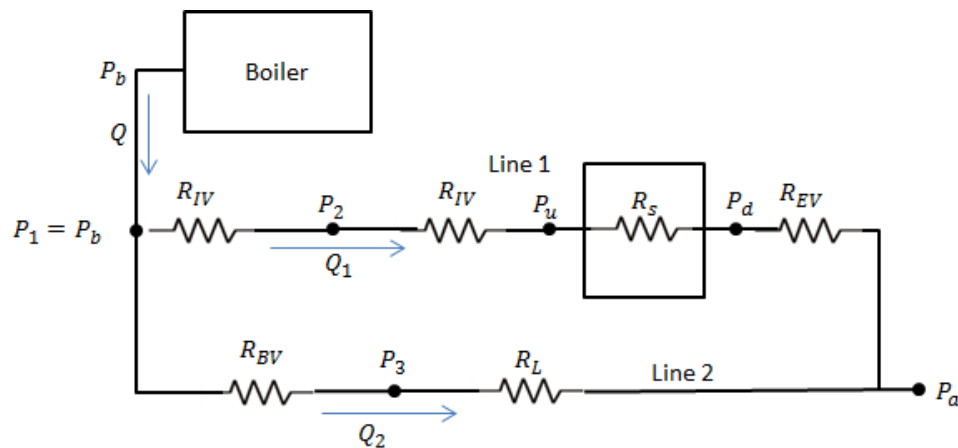 Boiler
P_b
Q
Line 1
R_IV
P_2
R_IV
P_u
R_s
P_d
R_EV
P_1 = P_b
Q_1
R_BV
P_3
R_L
Line 2
P_a
Q_2